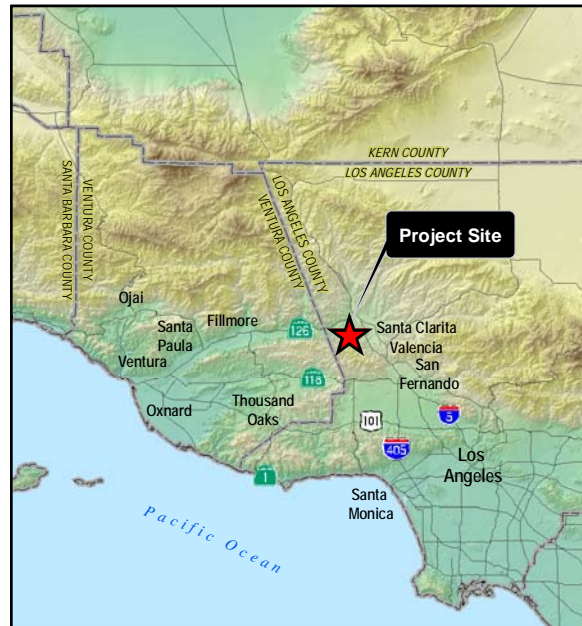 KERN COUNTY
LOS ANGELES COUNTY
SANTA BARBARA COUNTY
VENTURA COUNTY
LOS ANGELES COUNTY
VENTURA COUNTY
Project Site
Ojai
Santa
Paula
Fillmore
126
Santa Clarita
Valencia
San
Fernando
Ventura
118
Oxnard
Thousand
Oaks
101
5
405
Los
Angeles
1
Santa
Monica
Pacific Ocean